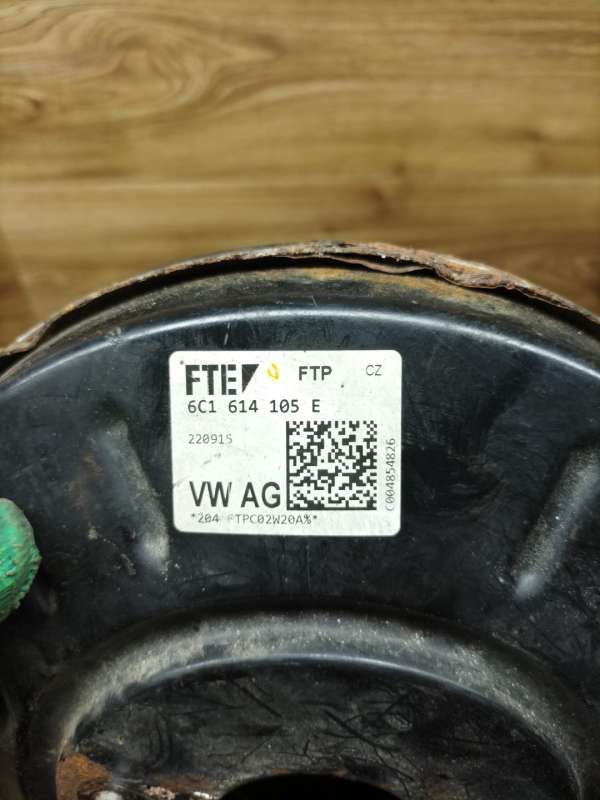 FTE FTP CZ
6C1 614 105 E
220915
VW AG
*204 FTPC02W20A%*
C004854826